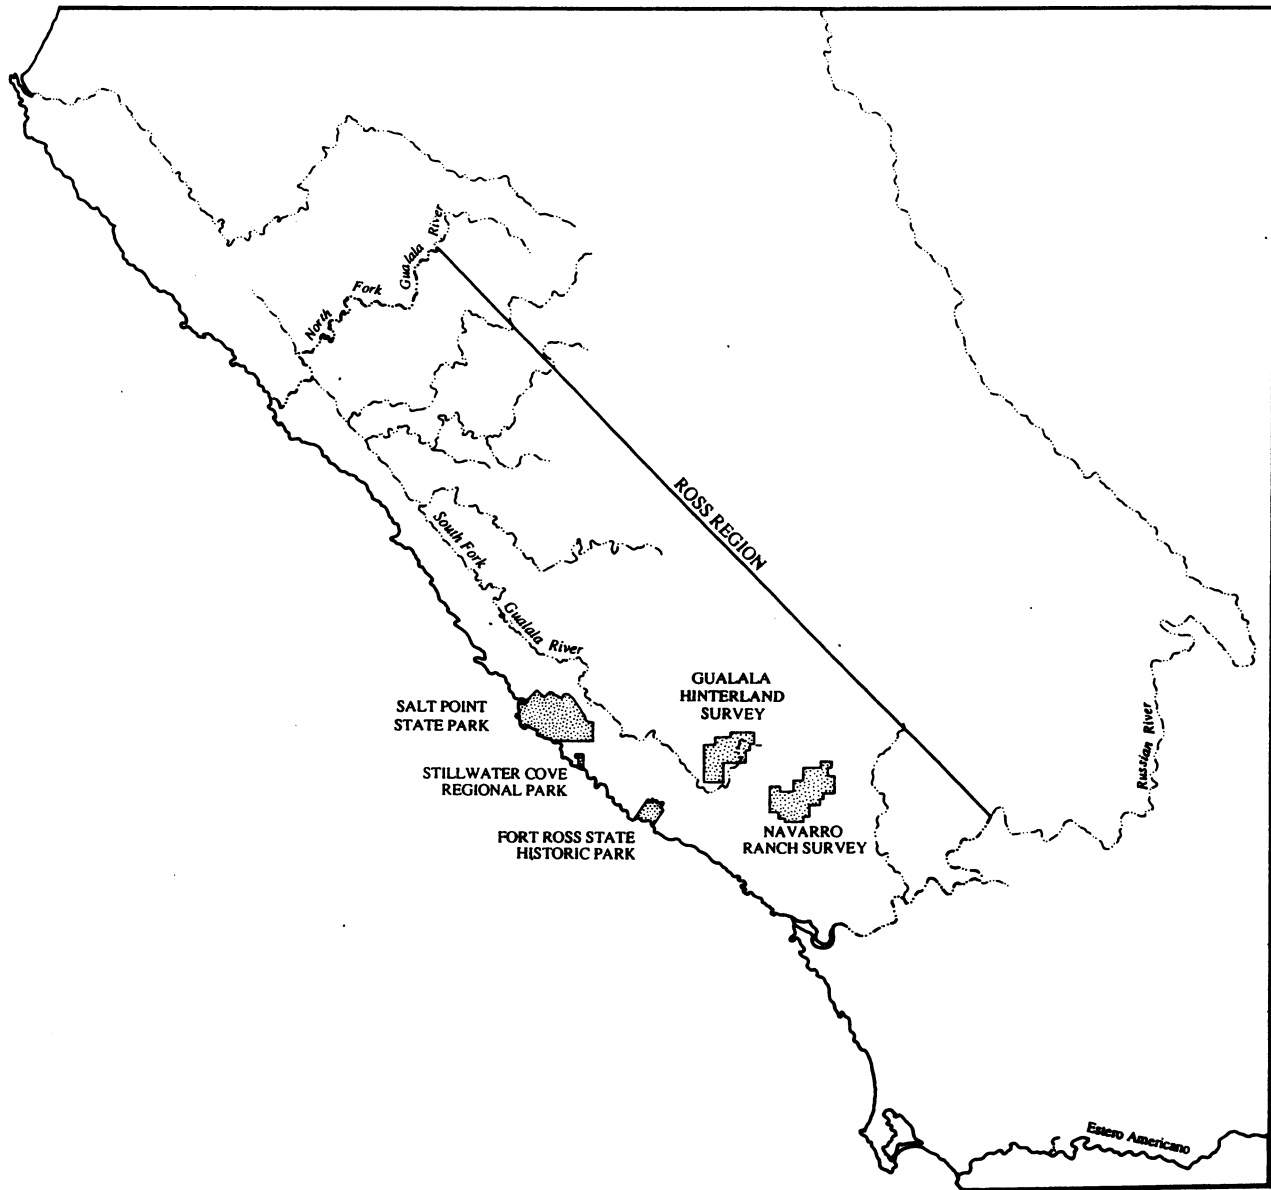 North Fork Gualala River
ROSS REGION
South Fork
Gualala River
GUALALA
HINTERLAND
SURVEY
SALT POINT
STATE PARK
Russian River
STILLWATER COVE
REGIONAL PARK
NAVARRO
RANCH SURVEY
FORT ROSS STATE
HISTORIC PARK
Estero Americano